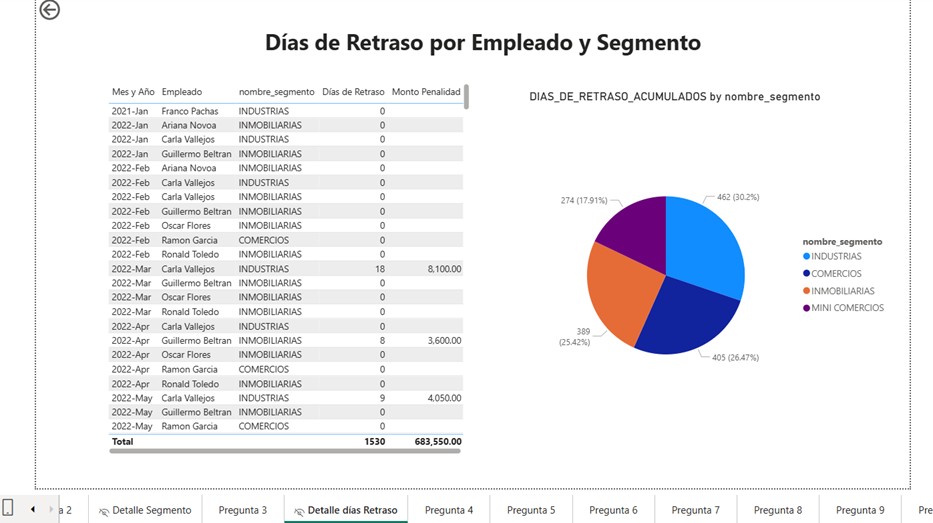 Días de Retraso por Empleado y Segmento
Mes y Año Empleado nombre_segmento Días de Retraso Monto Penalidad
2021-Jan Franco Pachas INDUSTRIAS 0
2022-Jan Ariana Novoa INMOBILIARIAS 0
2022-Jan Carla Vallejos INDUSTRIAS 0
2022-Jan Guillermo Beltran INMOBILIARIAS 0
2022-Feb Ariana Novoa INMOBILIARIAS 0
2022-Feb Carla Vallejos INDUSTRIAS 0
2022-Feb Carla Vallejos INMOBILIARIAS 0
2022-Feb Guillermo Beltran INMOBILIARIAS 0
2022-Feb Oscar Flores INMOBILIARIAS 0
2022-Feb Ramon Garcia COMERCIOS 0
2022-Feb Ronald Toledo INMOBILIARIAS 0
2022-Mar Carla Vallejos INDUSTRIAS 18 8,100.00
2022-Mar Guillermo Beltran INMOBILIARIAS 0
2022-Mar Oscar Flores INMOBILIARIAS 0
2022-Mar Ronald Toledo INMOBILIARIAS 0
2022-Apr Carla Vallejos INDUSTRIAS 0
2022-Apr Guillermo Beltran INMOBILIARIAS 8 3,600.00
2022-Apr Oscar Flores INMOBILIARIAS 0
2022-Apr Ramon Garcia COMERCIOS 0
2022-Apr Ronald Toledo INMOBILIARIAS 0
2022-May Carla Vallejos INDUSTRIAS 9 4,050.00
2022-May Guillermo Beltran INMOBILIARIAS 0
2022-May Ramon Garcia COMERCIOS 0
Total 1530 683,550.00
DIAS_DE_RETRASO_ACUMULADOS by nombre_segmento
274 (17.91%)
462 (30.2%)
389
(25.42%)
405 (26.47%)
nombre_segmento
INDUSTRIAS
COMERCIOS
INMOBILIARIAS
MINI COMERCIOS
a 2 Detalle Segmento Pregunta 3 Detalle días Retraso Pregunta 4 Pregunta 5 Pregunta 6 Pregunta 7 Pregunta 8 Pregunta 9 Pre